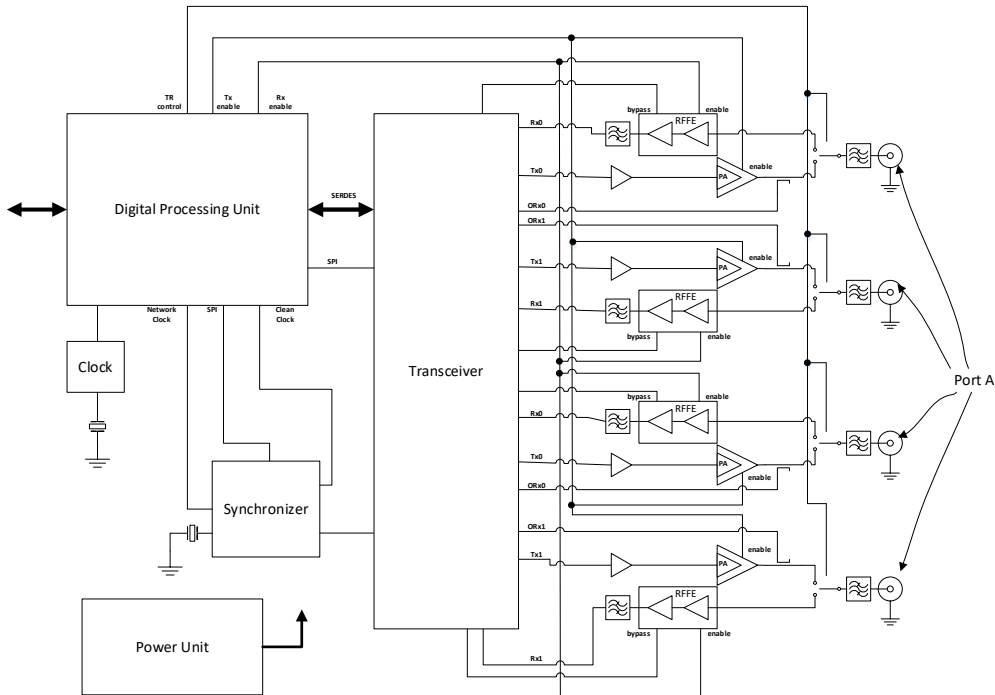 TR
control
Tx
enable
Rx
enable
Digital Processing Unit
SERDES
SPI
Network
Clock
SPI
Clean
Clock
Clock
Synchronizer
Power Unit
Transceiver
bypass
enable
RFFE
Rx0
Tx0
PA
enable
ORx0
ORx1
enable
Tx1
PA
RFFE
Rx1
bypass
enable
bypass
enable
RFFE
Rx0
Tx0
PA
enable
ORx0
ORx1
enable
Tx1
PA
RFFE
bypass
enable
Rx1
Port A